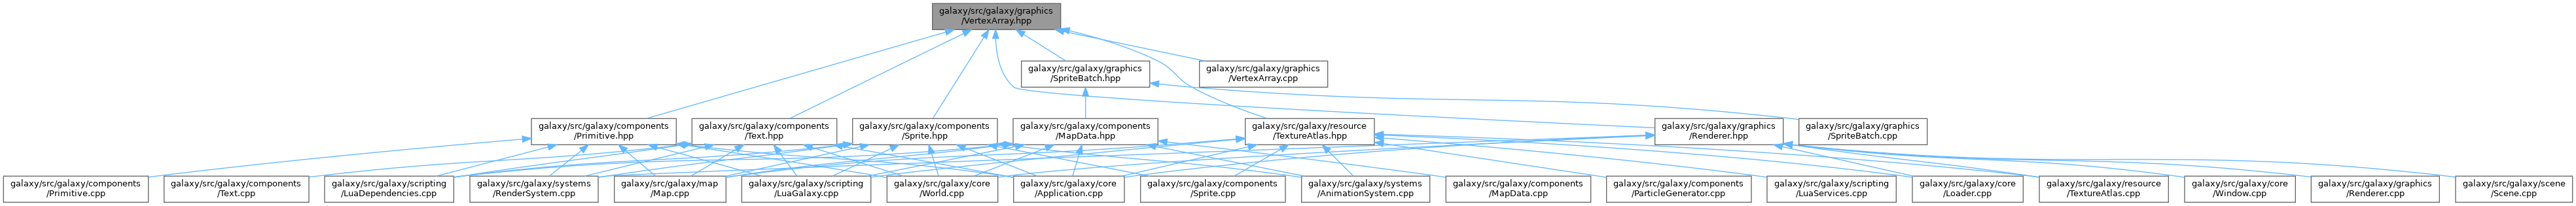 galaxy/src/galaxy/graphics
/VertexArray.hpp
galaxy/src/galaxy/graphics
/SpriteBatch.hpp
galaxy/src/galaxy/graphics
/VertexArray.cpp
galaxy/src/galaxy/components
/Primitive.hpp
galaxy/src/galaxy/components
/Text.hpp
galaxy/src/galaxy/components
/Sprite.hpp
galaxy/src/galaxy/components
/MapData.hpp
galaxy/src/galaxy/resource
/TextureAtlas.hpp
galaxy/src/galaxy/graphics
/Renderer.hpp
galaxy/src/galaxy/graphics
/SpriteBatch.cpp
galaxy/src/galaxy/components
/Primitive.cpp
galaxy/src/galaxy/components
/Text.cpp
galaxy/src/galaxy/scripting
/LuaDependencies.cpp
galaxy/src/galaxy/systems
/RenderSystem.cpp
galaxy/src/galaxy/map
/Map.cpp
galaxy/src/galaxy/scripting
/LuaGalaxy.cpp
galaxy/src/galaxy/core
/World.cpp
galaxy/src/galaxy/core
/Application.cpp
galaxy/src/galaxy/components
/Sprite.cpp
galaxy/src/galaxy/systems
/AnimationSystem.cpp
galaxy/src/galaxy/components
/MapData.cpp
galaxy/src/galaxy/components
/ParticleGenerator.cpp
galaxy/src/galaxy/scripting
/LuaServices.cpp
galaxy/src/galaxy/core
/Loader.cpp
galaxy/src/galaxy/resource
/TextureAtlas.cpp
galaxy/src/galaxy/core
/Window.cpp
galaxy/src/galaxy/graphics
/Renderer.cpp
galaxy/src/galaxy/scene
/Scene.cpp